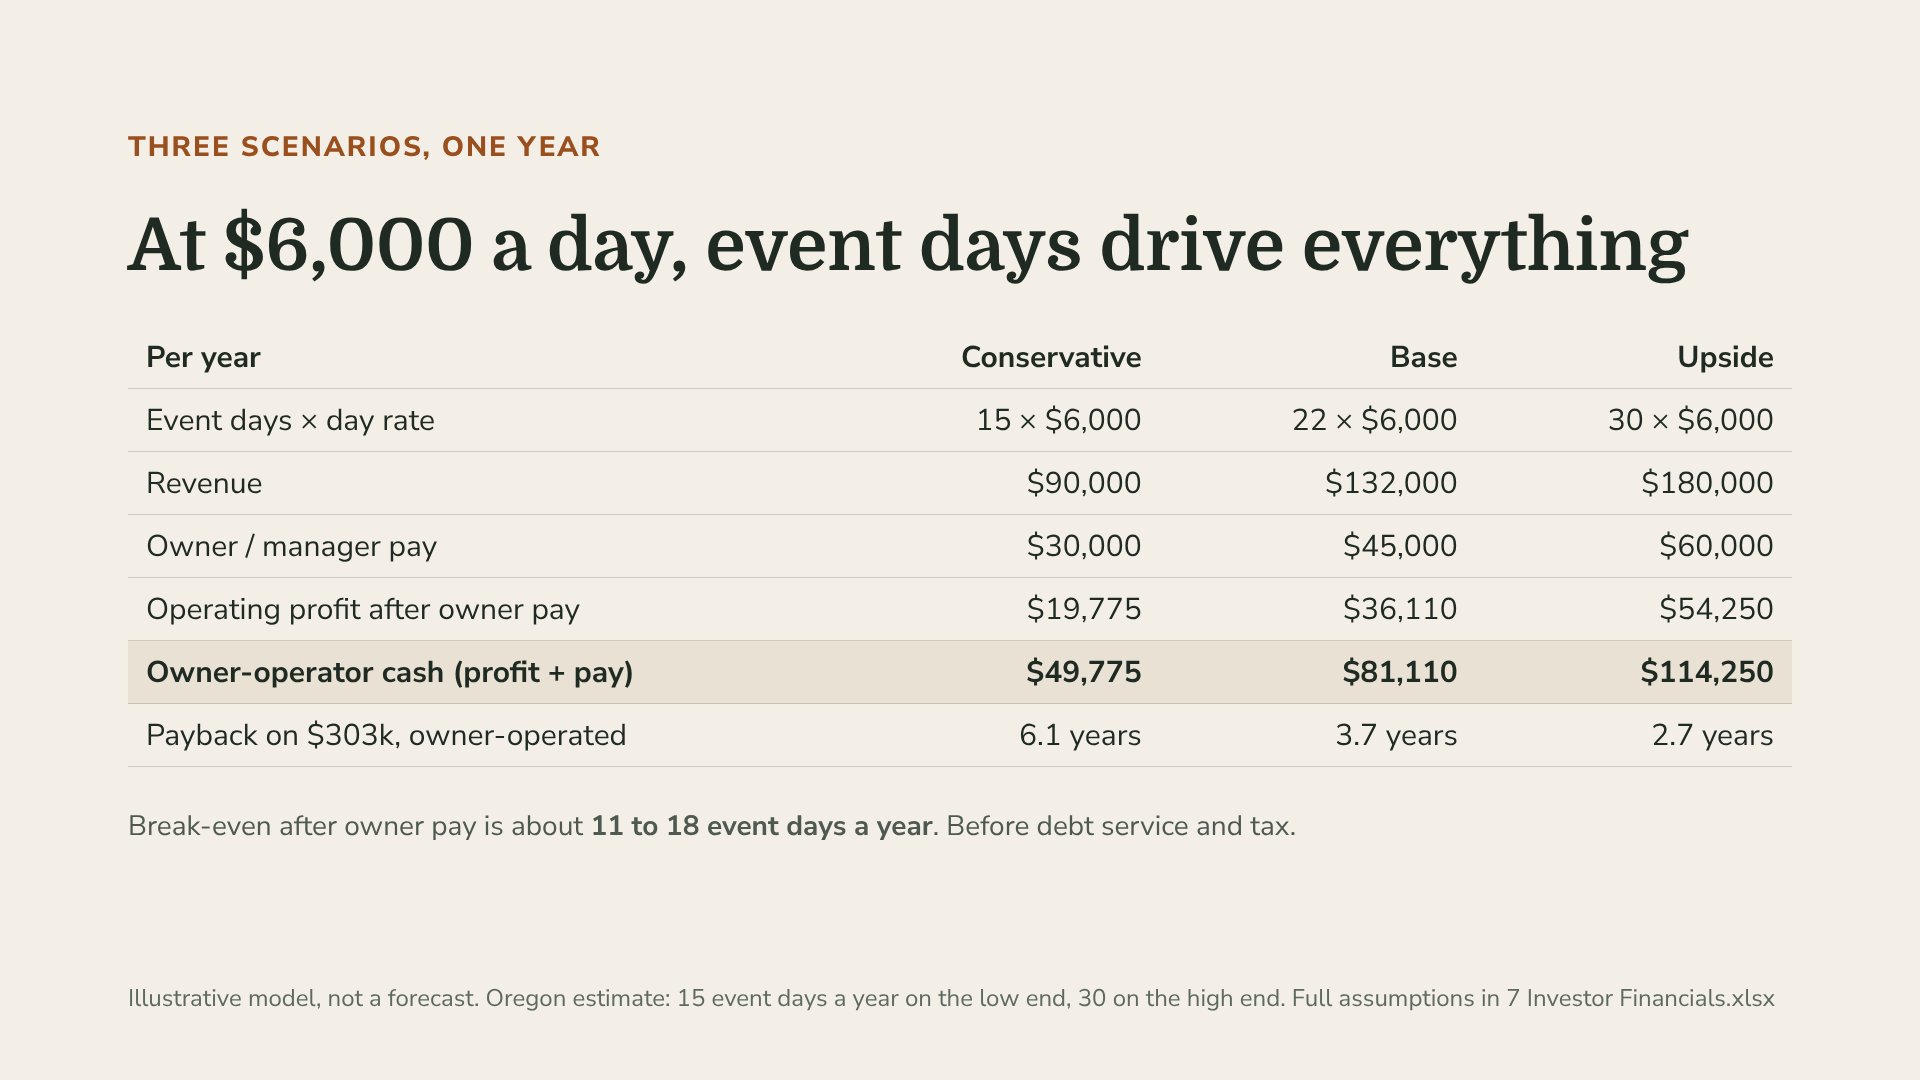 THREE SCENARIOS, ONE YEAR
At $6,000 a day, event days drive everything
Per year Conservative Base Upside
Event days × day rate 15 × $6,000 22 × $6,000 30 × $6,000
Revenue $90,000 $132,000 $180,000
Owner / manager pay $30,000 $45,000 $60,000
Operating profit after owner pay $19,775 $36,110 $54,250
Owner-operator cash (profit + pay) $49,775 $81,110 $114,250
Payback on $303k, owner-operated 6.1 years 3.7 years 2.7 years
Break-even after owner pay is about 11 to 18 event days a year. Before debt service and tax.
Illustrative model, not a forecast. Oregon estimate: 15 event days a year on the low end, 30 on the high end. Full assumptions in 7 Investor Financials.xlsx